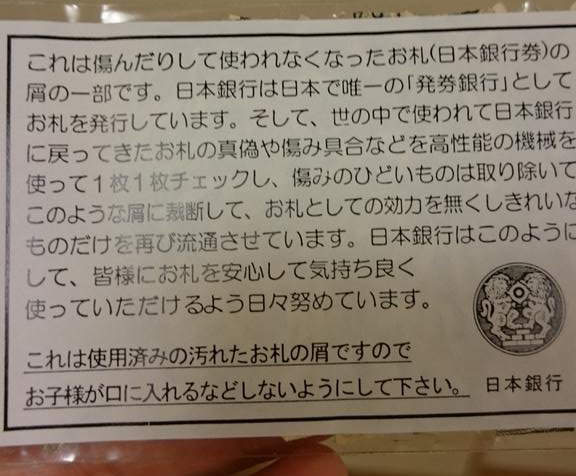 これは傷んだりして使われなくなったお札(日本銀行券)の
屑の一部です。日本銀行は日本で唯一の「発券銀行」として
お札を発行しています。そして、世の中で使われて日本銀行
に戻ってきたお札の真偽や傷み具合などを高性能の機械を
使って1枚1枚チェックし、傷みのひどいものは取り除いて
このような屑に裁断して、お札としての効力を無くしきれいな
ものだけを再び流通させています。日本銀行はこのように
して、皆様にお札を安心して気持ち良く
使っていただけるよう日々努めています。
これは使用済みの汚れたお札の屑ですので
お子様が口に入れるなどしないようにして下さい。
日本銀行